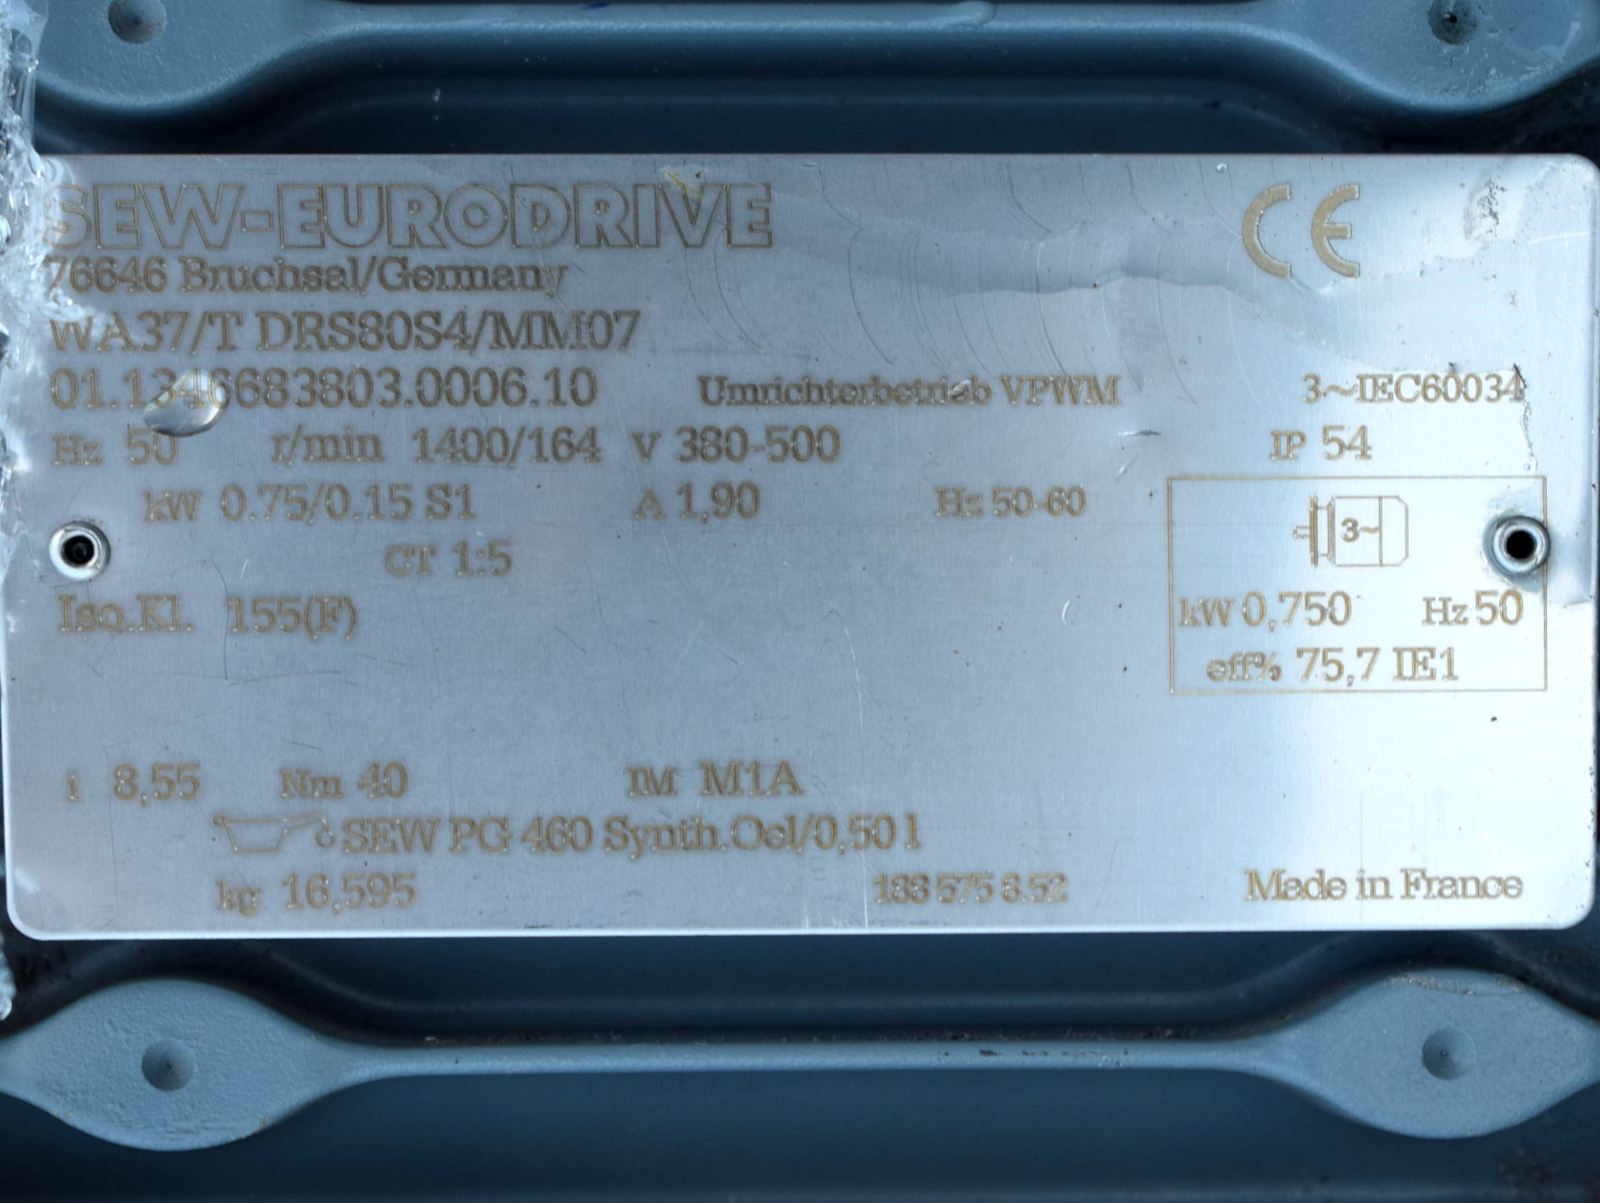 SEW-EURODRIVE CE
76646 Bruchsal/Germany
WA37/T DRS80S4/MM07
01.1346683803.0006.10 Umrichterbetrieb VPWM 3~IEC60034
Hz 50 r/min 1400/164 V 380-500 IP 54
kW 0.75/0.15 S1 A 1,90 Hz 50-60
3~
CT 1:5
Iso.Kl. 155(F) kW 0,750 Hz 50
eff% 75,7 IE1
i 8,55 Nm 40 IM M1A
SEW PG 460 Synth.Oel/0,50 l
kg 16,595 188 575 8.52 Made in France